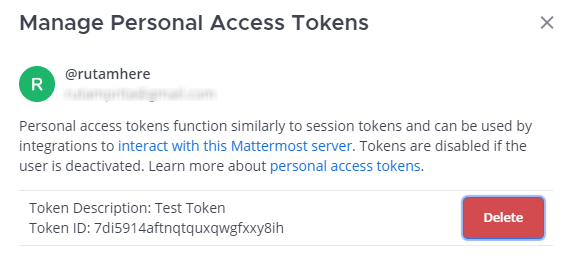 Manage Personal Access Tokens
R
@rutamhere
Personal access tokens function similarly to session tokens and can be used by
integrations to interact with this Mattermost server. Tokens are disabled if the
user is deactivated. Learn more about personal access tokens.
Token Description: Test Token
Token ID: 7di5914aftnqtquxqwgfxxy8ih
Delete